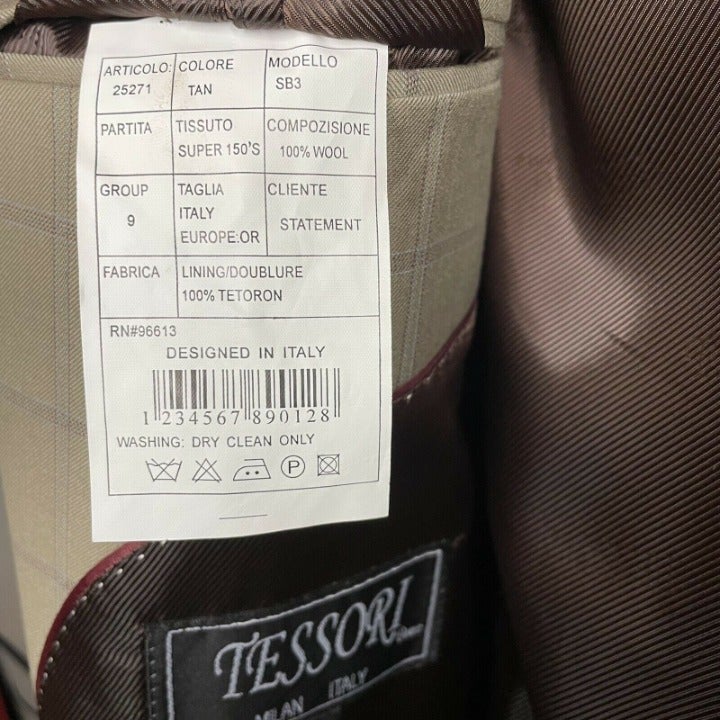 ARTICOLO: COLORE MODELLO
25271 TAN SB3
PARTITA TISSUTO COMPOZISIONE
SUPER 150'S 100% WOOL
GROUP TAGLIA CLIENTE
9 ITALY STATEMENT
EUROPE:OR
FABRICA LINING/DOUBLURE
100% TETORON
RN#96613
DESIGNED IN ITALY
1 234567 890128
WASHING: DRY CLEAN ONLY
P
TESSORI
MILAN ITALY